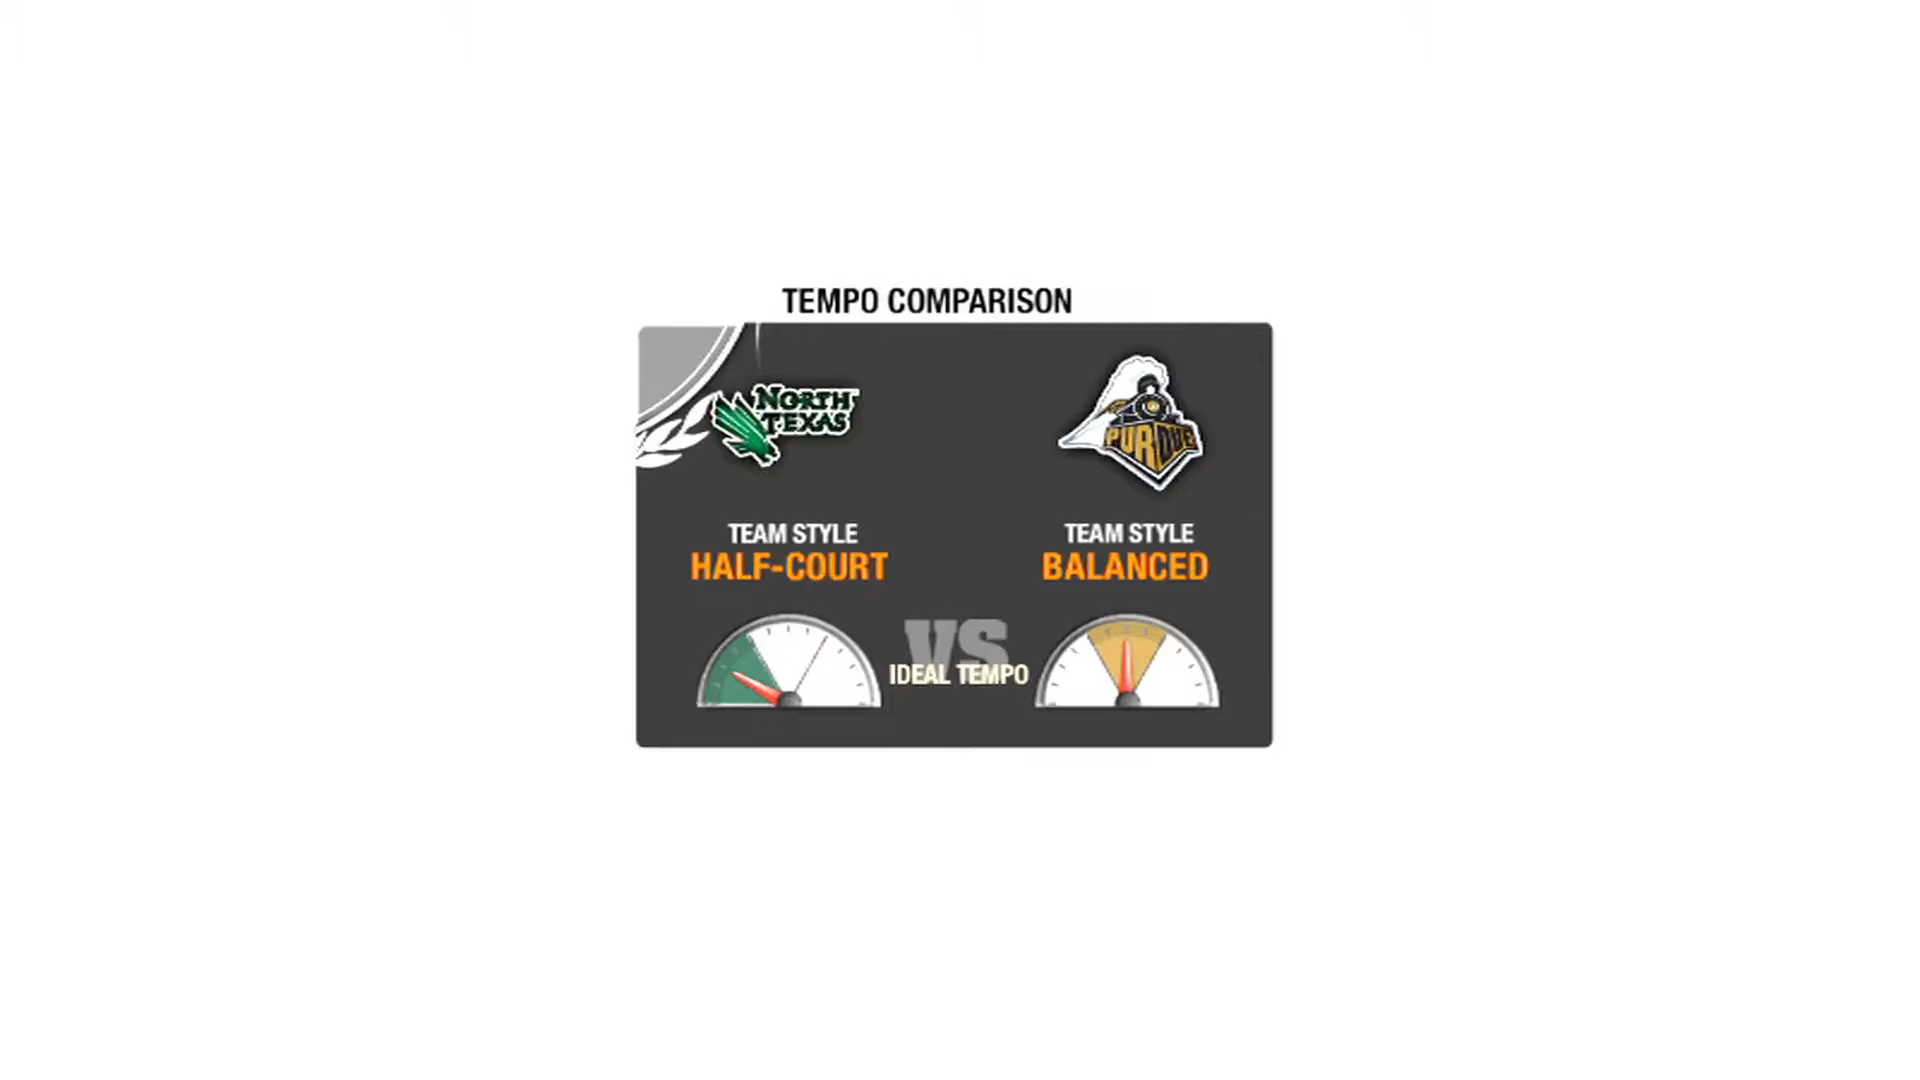 TEMPO COMPARISON
NORTH
TEXAS
PURDUE
TEAM STYLE
HALF-COURT
TEAM STYLE
BALANCED
VS
IDEAL TEMPO